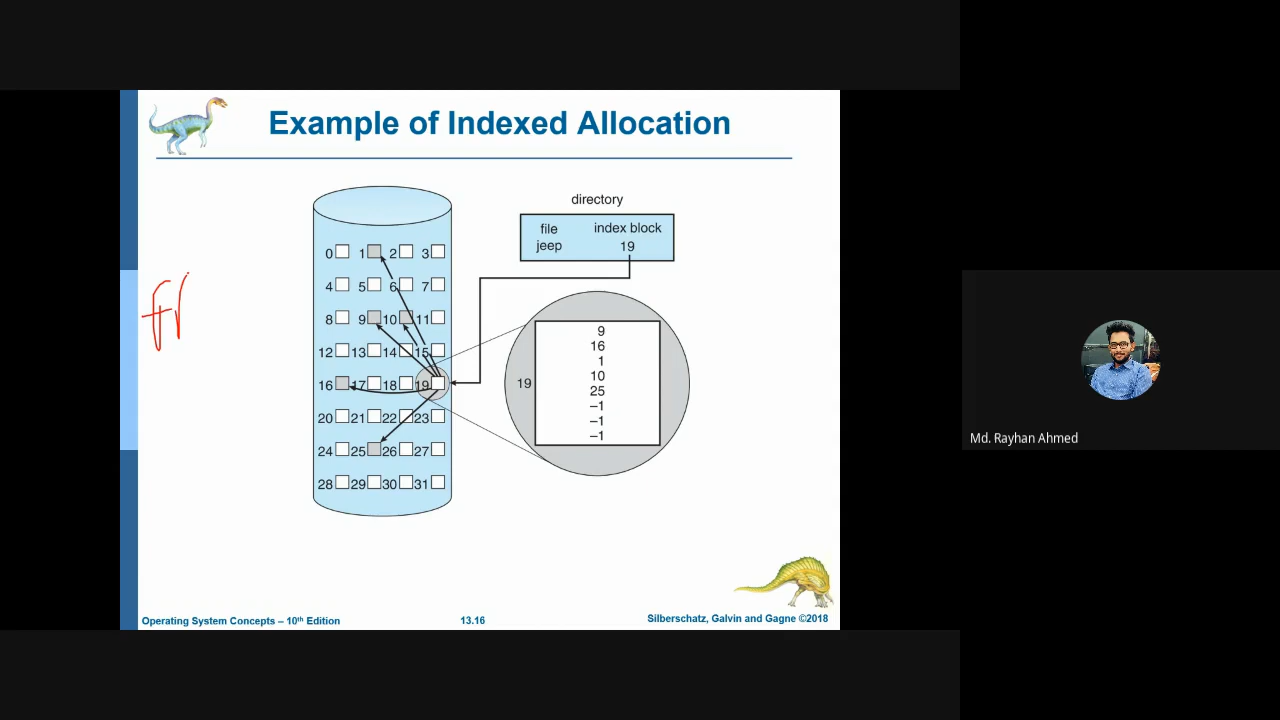 Example of Indexed Allocation
directory
file index block
jeep 19
0 1 2 3
4 5 6 7
8 9 10 11
12 13 14 15
16 17 18 19
20 21 22 23
24 25 26 27
28 29 30 31
19
9
16
1
10
25
–1
–1
–1
Operating System Concepts – 10th Edition
13.16
Silberschatz, Galvin and Gagne ©2018
Md. Rayhan Ahmed